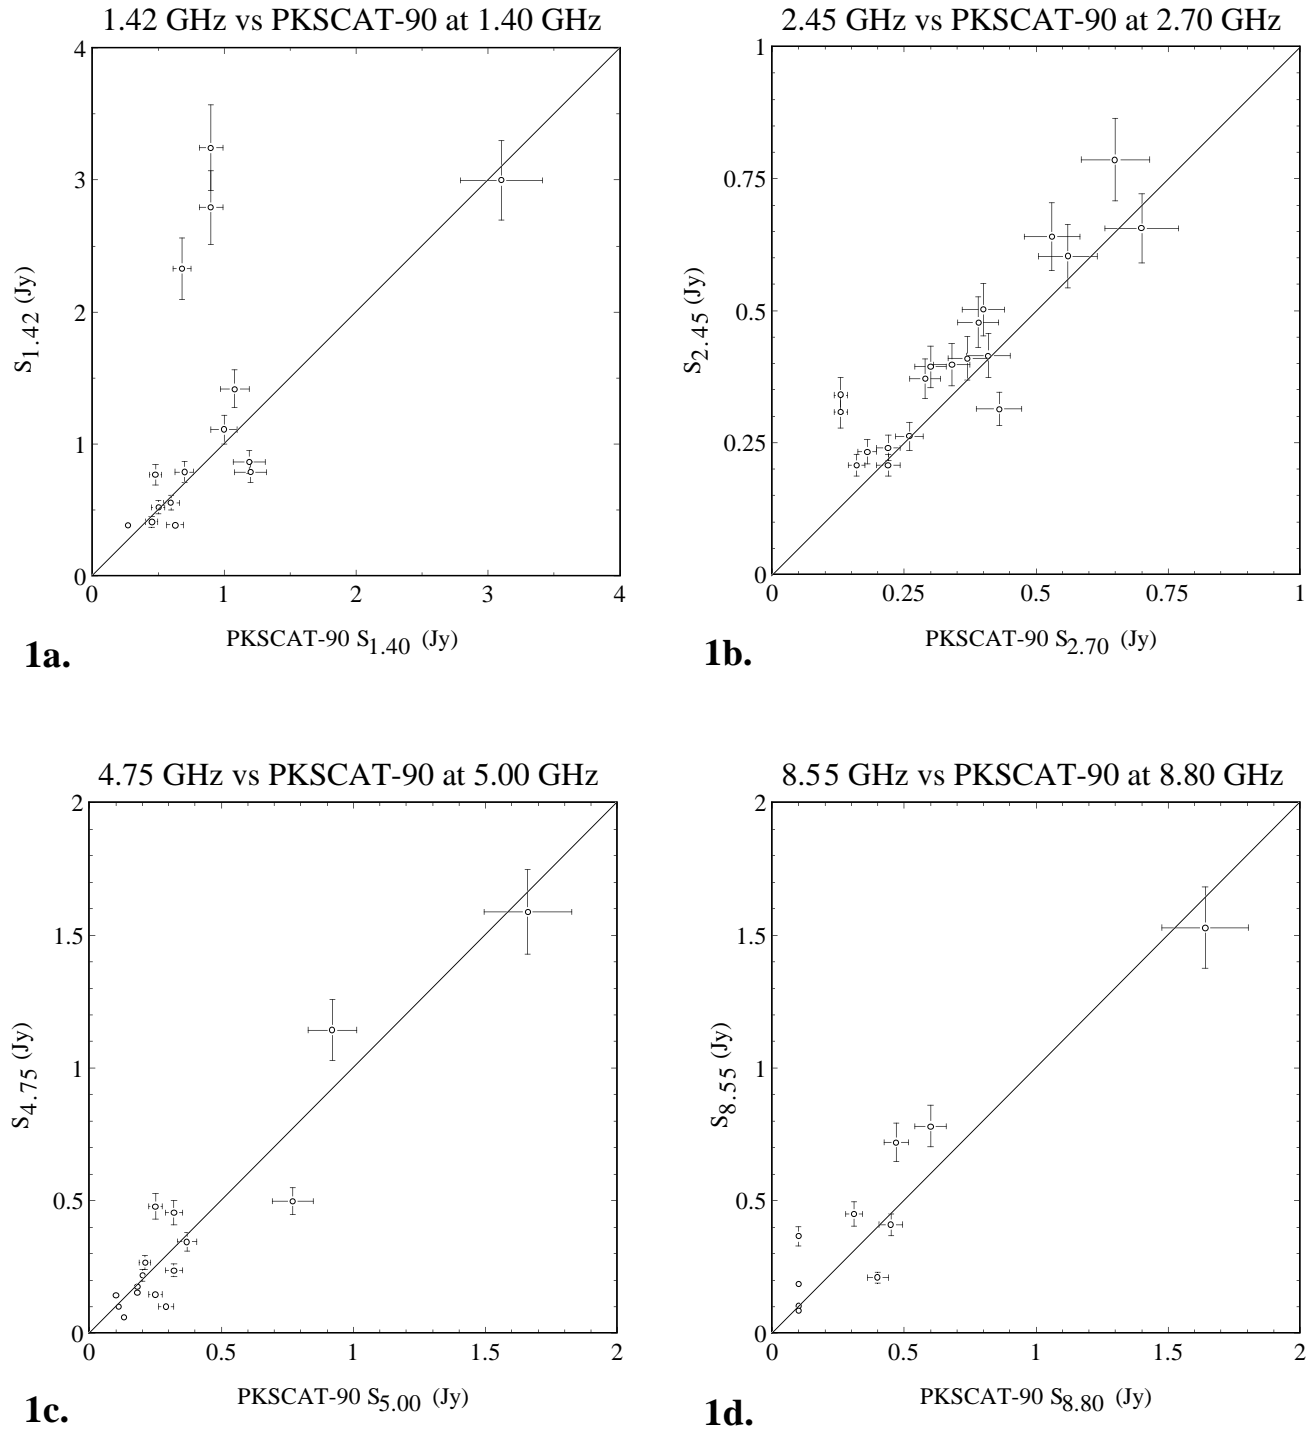 1.42 GHz vs PKSCAT-90 at 1.40 GHz
4
3
2
1
0
S1.42 (Jy)
0 1 2 3 4
PKSCAT-90 S1.40 (Jy)
1a.
2.45 GHz vs PKSCAT-90 at 2.70 GHz
1
0.75
0.5
0.25
0
S2.45 (Jy)
0 0.25 0.5 0.75 1
PKSCAT-90 S2.70 (Jy)
1b.
4.75 GHz vs PKSCAT-90 at 5.00 GHz
2
1.5
1
0.5
0
S4.75 (Jy)
0 0.5 1 1.5 2
PKSCAT-90 S5.00 (Jy)
1c.
8.55 GHz vs PKSCAT-90 at 8.80 GHz
2
1.5
1
0.5
0
S8.55 (Jy)
0 0.5 1 1.5 2
PKSCAT-90 S8.80 (Jy)
1d.